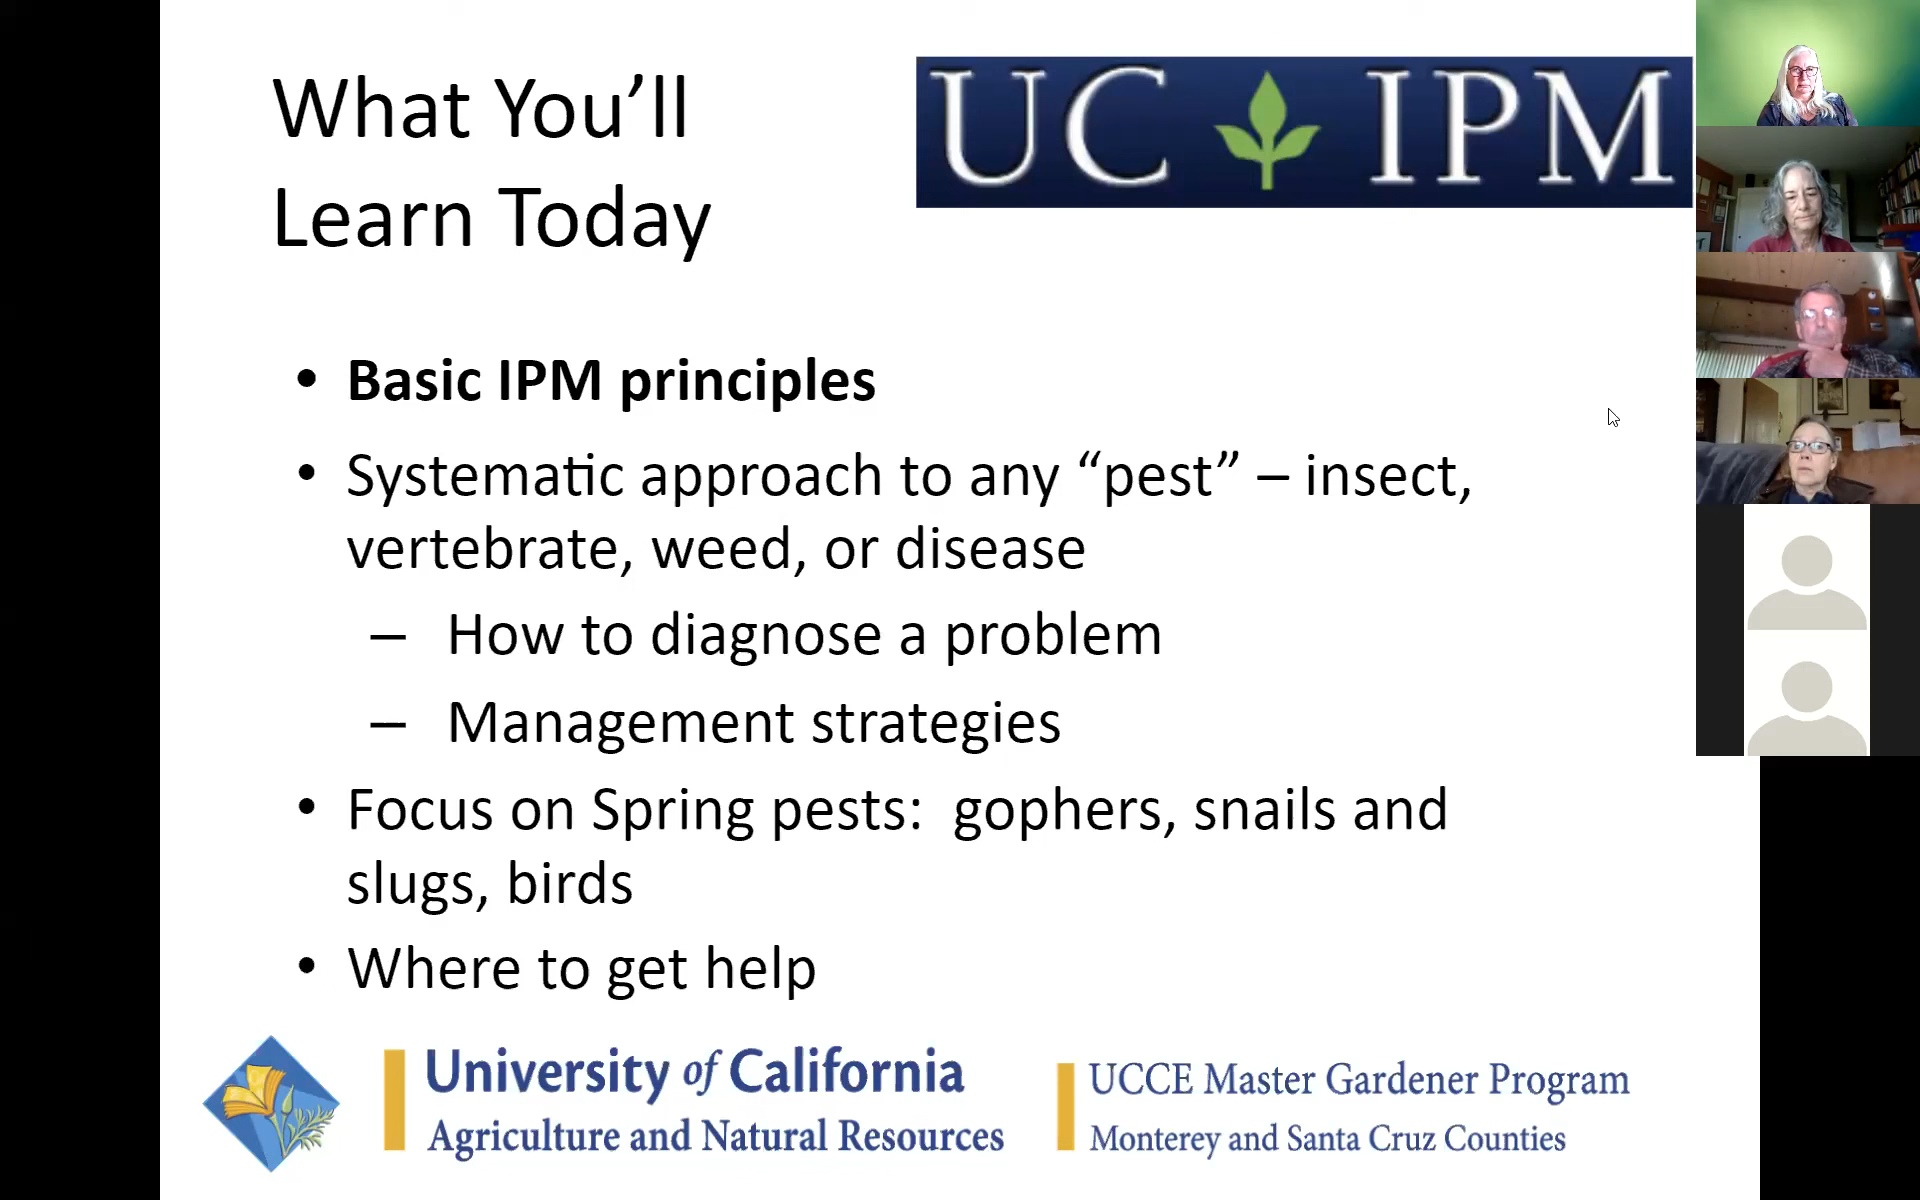 What You’ll
Learn Today
UC IPM
• Basic IPM principles
• Systematic approach to any “pest” – insect,
vertebrate, weed, or disease
– How to diagnose a problem
– Management strategies
• Focus on Spring pests:  gophers, snails and
slugs, birds
• Where to get help
University of California
Agriculture and Natural Resources
UCCE Master Gardener Program
Monterey and Santa Cruz Counties